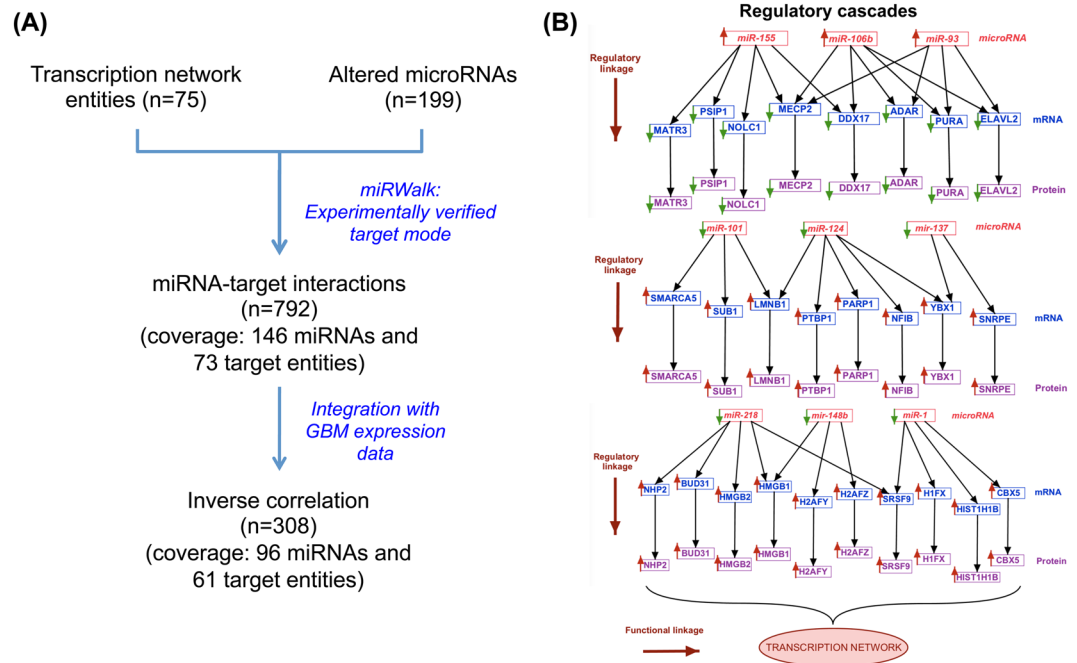 (A)
Transcription network
entities (n=75)
Altered microRNAs
(n=199)
miRWalk:
Experimentally verified
target mode
miRNA-target interactions
(n=792)
(coverage: 146 miRNAs and
73 target entities)
Integration with
GBM expression
data
Inverse correlation
(n=308)
(coverage: 96 miRNAs and
61 target entities)
(B)
Regulatory cascades
miR-155 miR-106b miR-93 microRNA
Regulatory
linkage
MATR3 PSIP1 NOLC1 MECP2 DDX17 ADAR PURA ELAVL2 mRNA
MATR3 PSIP1 NOLC1 MECP2 DDX17 ADAR PURA ELAVL2 Protein
miR-101 miR-124 mir-137 microRNA
Regulatory
linkage
SMARCA5 SUB1 LMNB1 PTBP1 PARP1 NFIB YBX1 SNRPE mRNA
SMARCA5 SUB1 LMNB1 PTBP1 PARP1 NFIB YBX1 SNRPE Protein
miR-218 mir-148b miR-1 microRNA
Regulatory
linkage
NHP2 BUD31 HMGB2 HMGB1 H2AFY H2AFZ SRSF9 H1FX HIST1H1B CBX5 mRNA
NHP2 BUD31 HMGB2 HMGB1 H2AFY H2AFZ SRSF9 H1FX HIST1H1B CBX5 Protein
Functional linkage
TRANSCRIPTION NETWORK